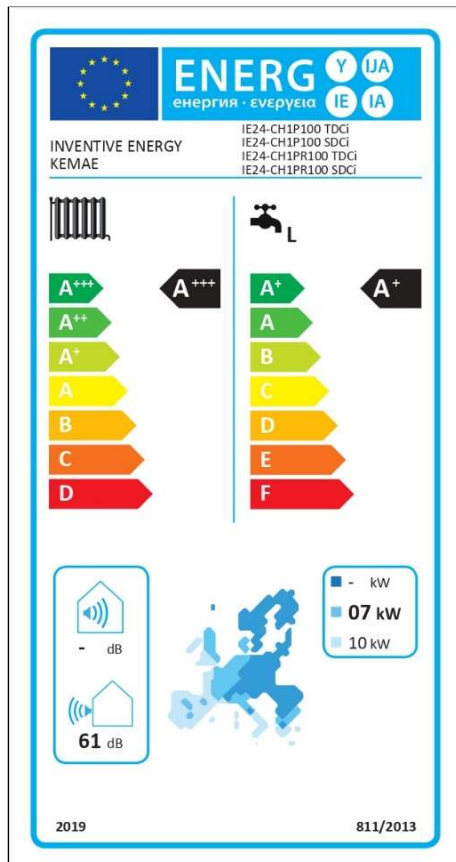 ENERG Y IJA
енергия · ενεργεια IE IA
INVENTIVE ENERGY
KEMAE
IE24-CH1P100 TDCi
IE24-CH1P100 SDCi
IE24-CH1PR100 TDCi
IE24-CH1PR100 SDCi
L
A+++
A++
A+
A
B
C
D
A+++
A+
A
B
C
D
E
F
A+
- dB
61 dB
- kW
07 kW
10 kW
2019
811/2013